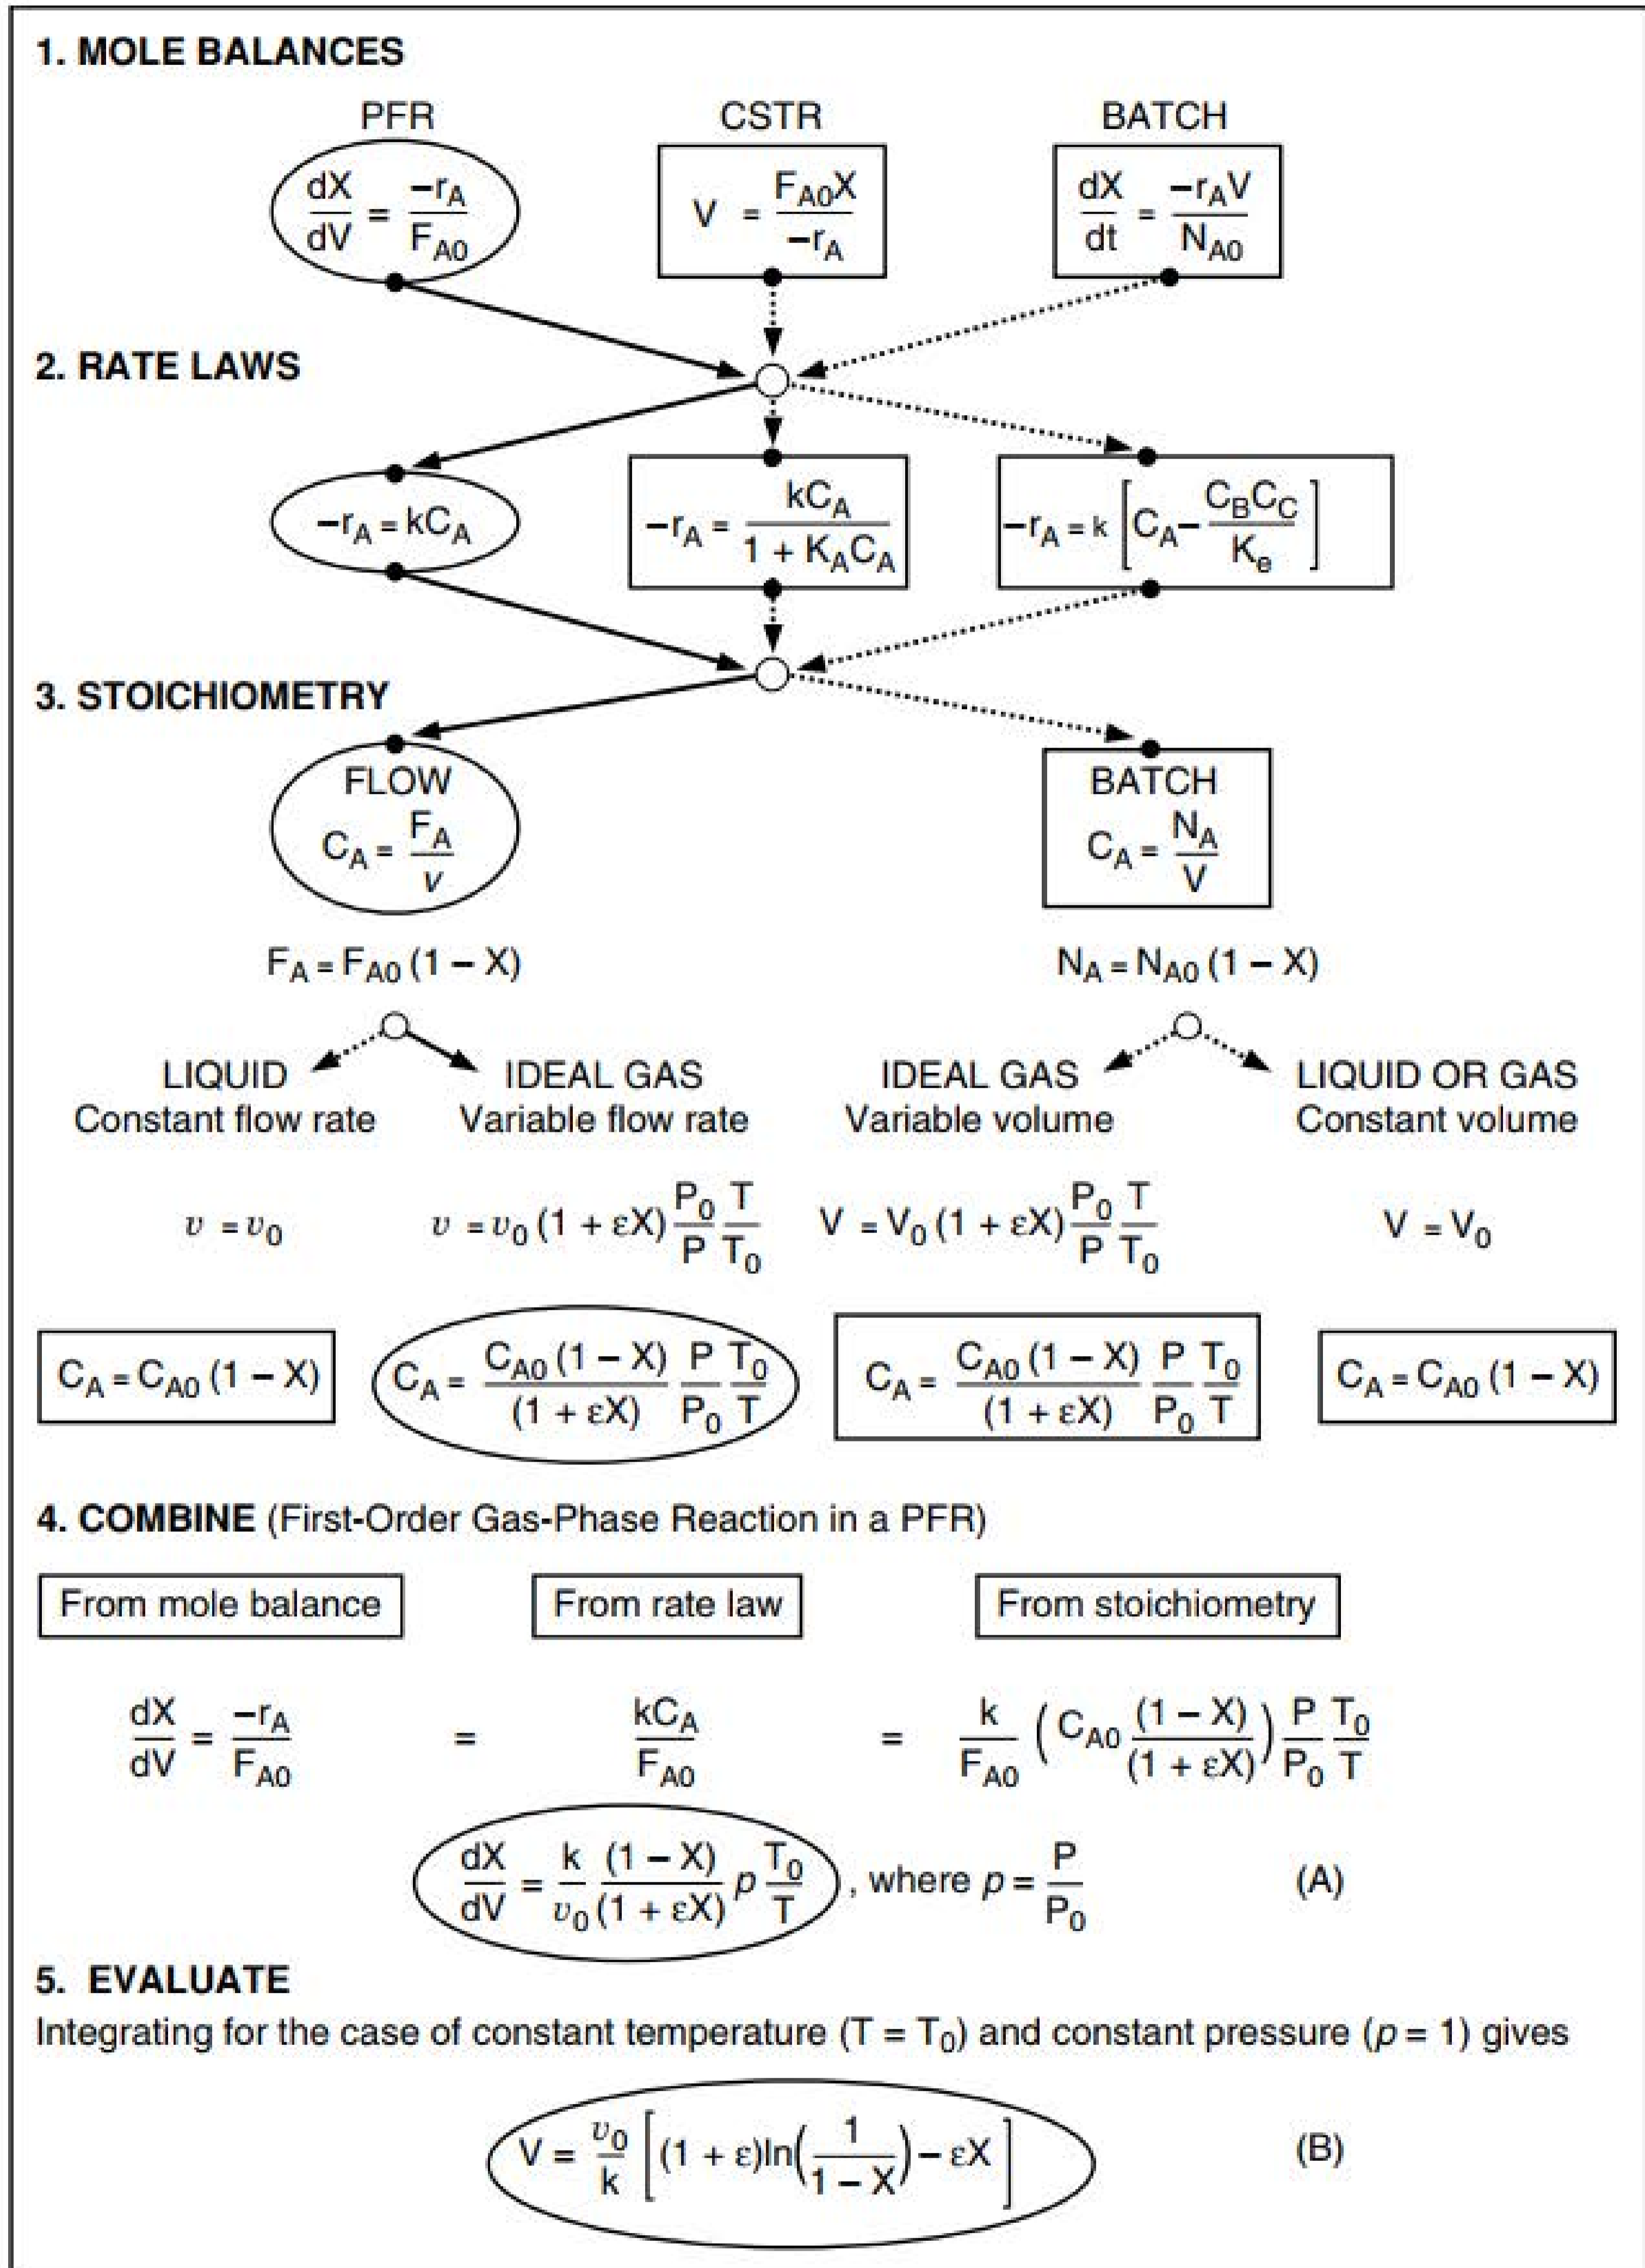 1. MOLE BALANCES
PFR CSTR BATCH
dX/dV = –rA/FA0 V = FA0X/–rA dX/dt = –rAV/NA0
2. RATE LAWS
–rA = kCA –rA = kCA/(1 + KACA) –rA = k [CA – CBCC/Ke]
3. STOICHIOMETRY
FLOW BATCH
CA = FA/v CA = NA/V
FA = FA0 (1 – X) NA = NA0 (1 – X)
LIQUID IDEAL GAS IDEAL GAS LIQUID OR GAS
Constant flow rate Variable flow rate Variable volume Constant volume
υ = υ0 υ = υ0 (1 + εX) P0/P T/T0 V = V0 (1 + εX) P0/P T/T0 V = V0
CA = CA0 (1 – X) CA = CA0 (1 – X)/(1 + εX) P/P0 T0/T CA = CA0 (1 – X)/(1 + εX) P/P0 T0/T CA = CA0 (1 – X)
4. COMBINE (First-Order Gas-Phase Reaction in a PFR)
From mole balance From rate law From stoichiometry
dX/dV = –rA/FA0 = kCA/FA0 = k/FA0 (CA0 (1 – X)/(1 + εX)) P/P0 T0/T
dX/dV = k/υ0 (1 – X)/(1 + εX) p T0/T , where p = P/P0 (A)
5. EVALUATE
Integrating for the case of constant temperature (T = T0) and constant pressure (p = 1) gives
V = υ0/k [(1 + ε)ln(1/(1 – X)) – εX] (B)